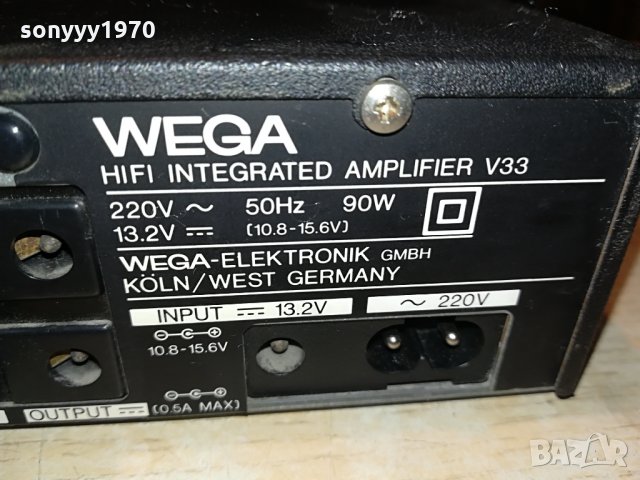 sonyyy1970
WEGA
HIFI INTEGRATED AMPLIFIER V33
220V ~ 50Hz 90W
13.2V ⎓ (10.8-15.6V)
WEGA-ELEKTRONIK GMBH
KÖLN/WEST GERMANY
INPUT ⎓ 13.2V
~ 220V
10.8-15.6V
OUTPUT ⎓
(0.5A MAX)
BAZAR